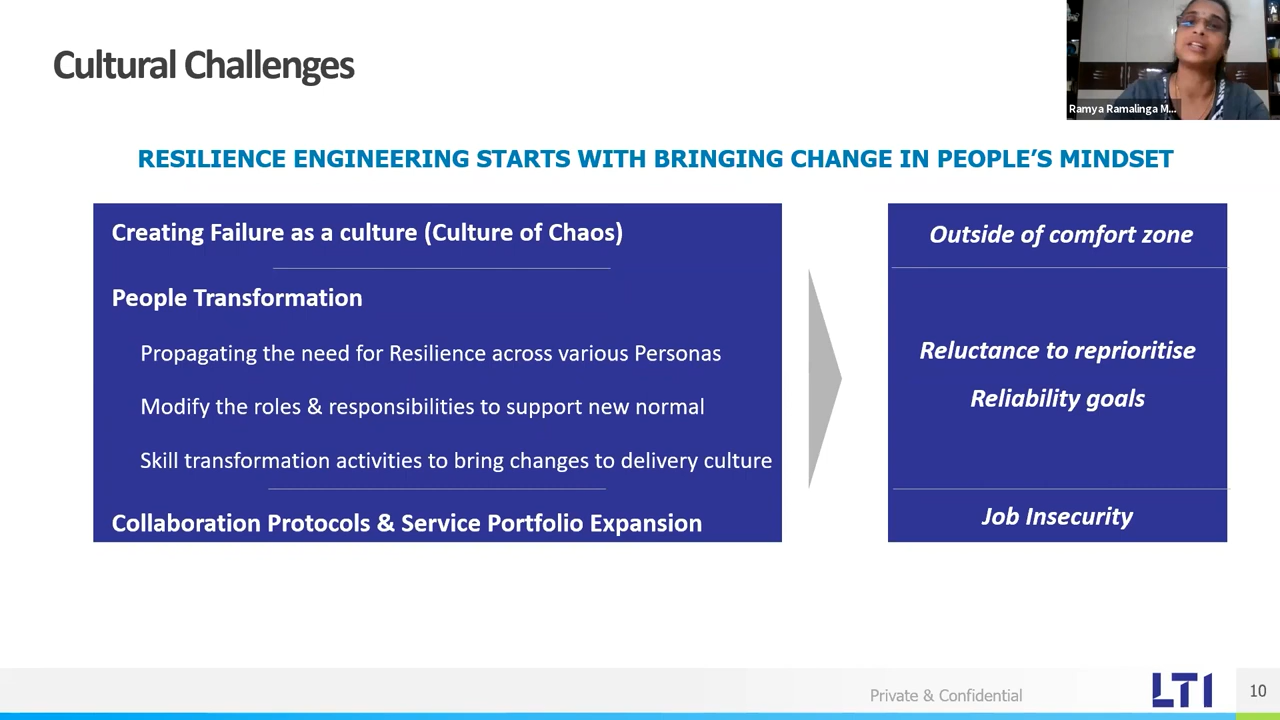 Cultural Challenges
Ramya Ramalinga M...
RESILIENCE ENGINEERING STARTS WITH BRINGING CHANGE IN PEOPLE'S MINDSET
Creating Failure as a culture (Culture of Chaos)
People Transformation
Propagating the need for Resilience across various Personas
Modify the roles & responsibilities to support new normal
Skill transformation activities to bring changes to delivery culture
Collaboration Protocols & Service Portfolio Expansion
Outside of comfort zone
Reluctance to reprioritise
Reliability goals
Job Insecurity
Private & Confidential
LTI
10